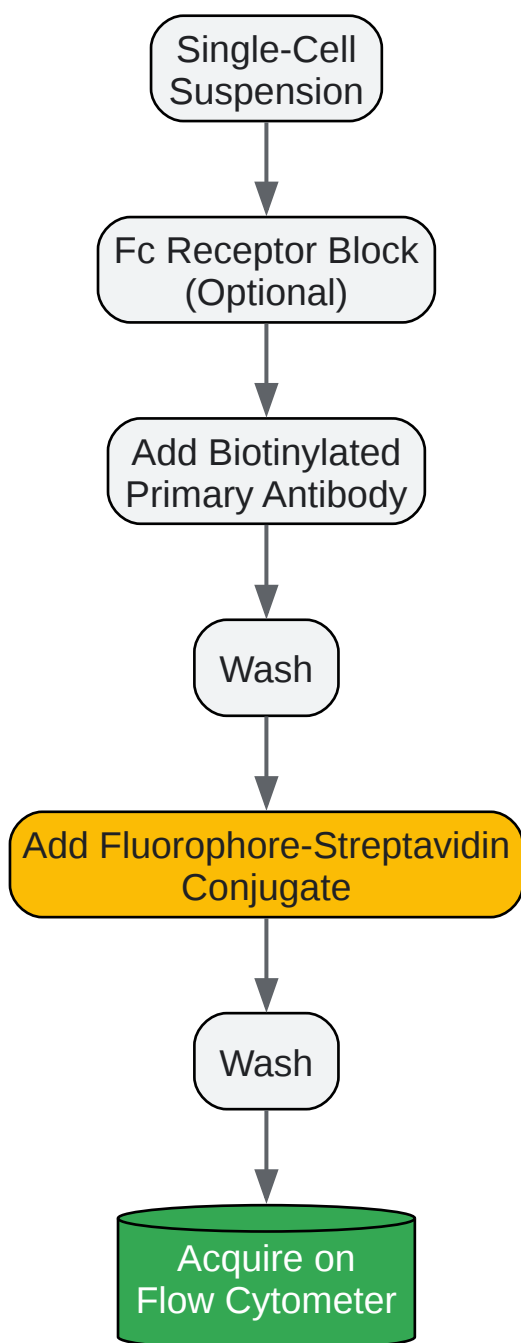 Single-Cell
Suspension
Fc Receptor Block
(Optional)
Add Biotinylated
Primary Antibody
Wash
Add Fluorophore-Streptavidin
Conjugate
Wash
Acquire on
Flow Cytometer